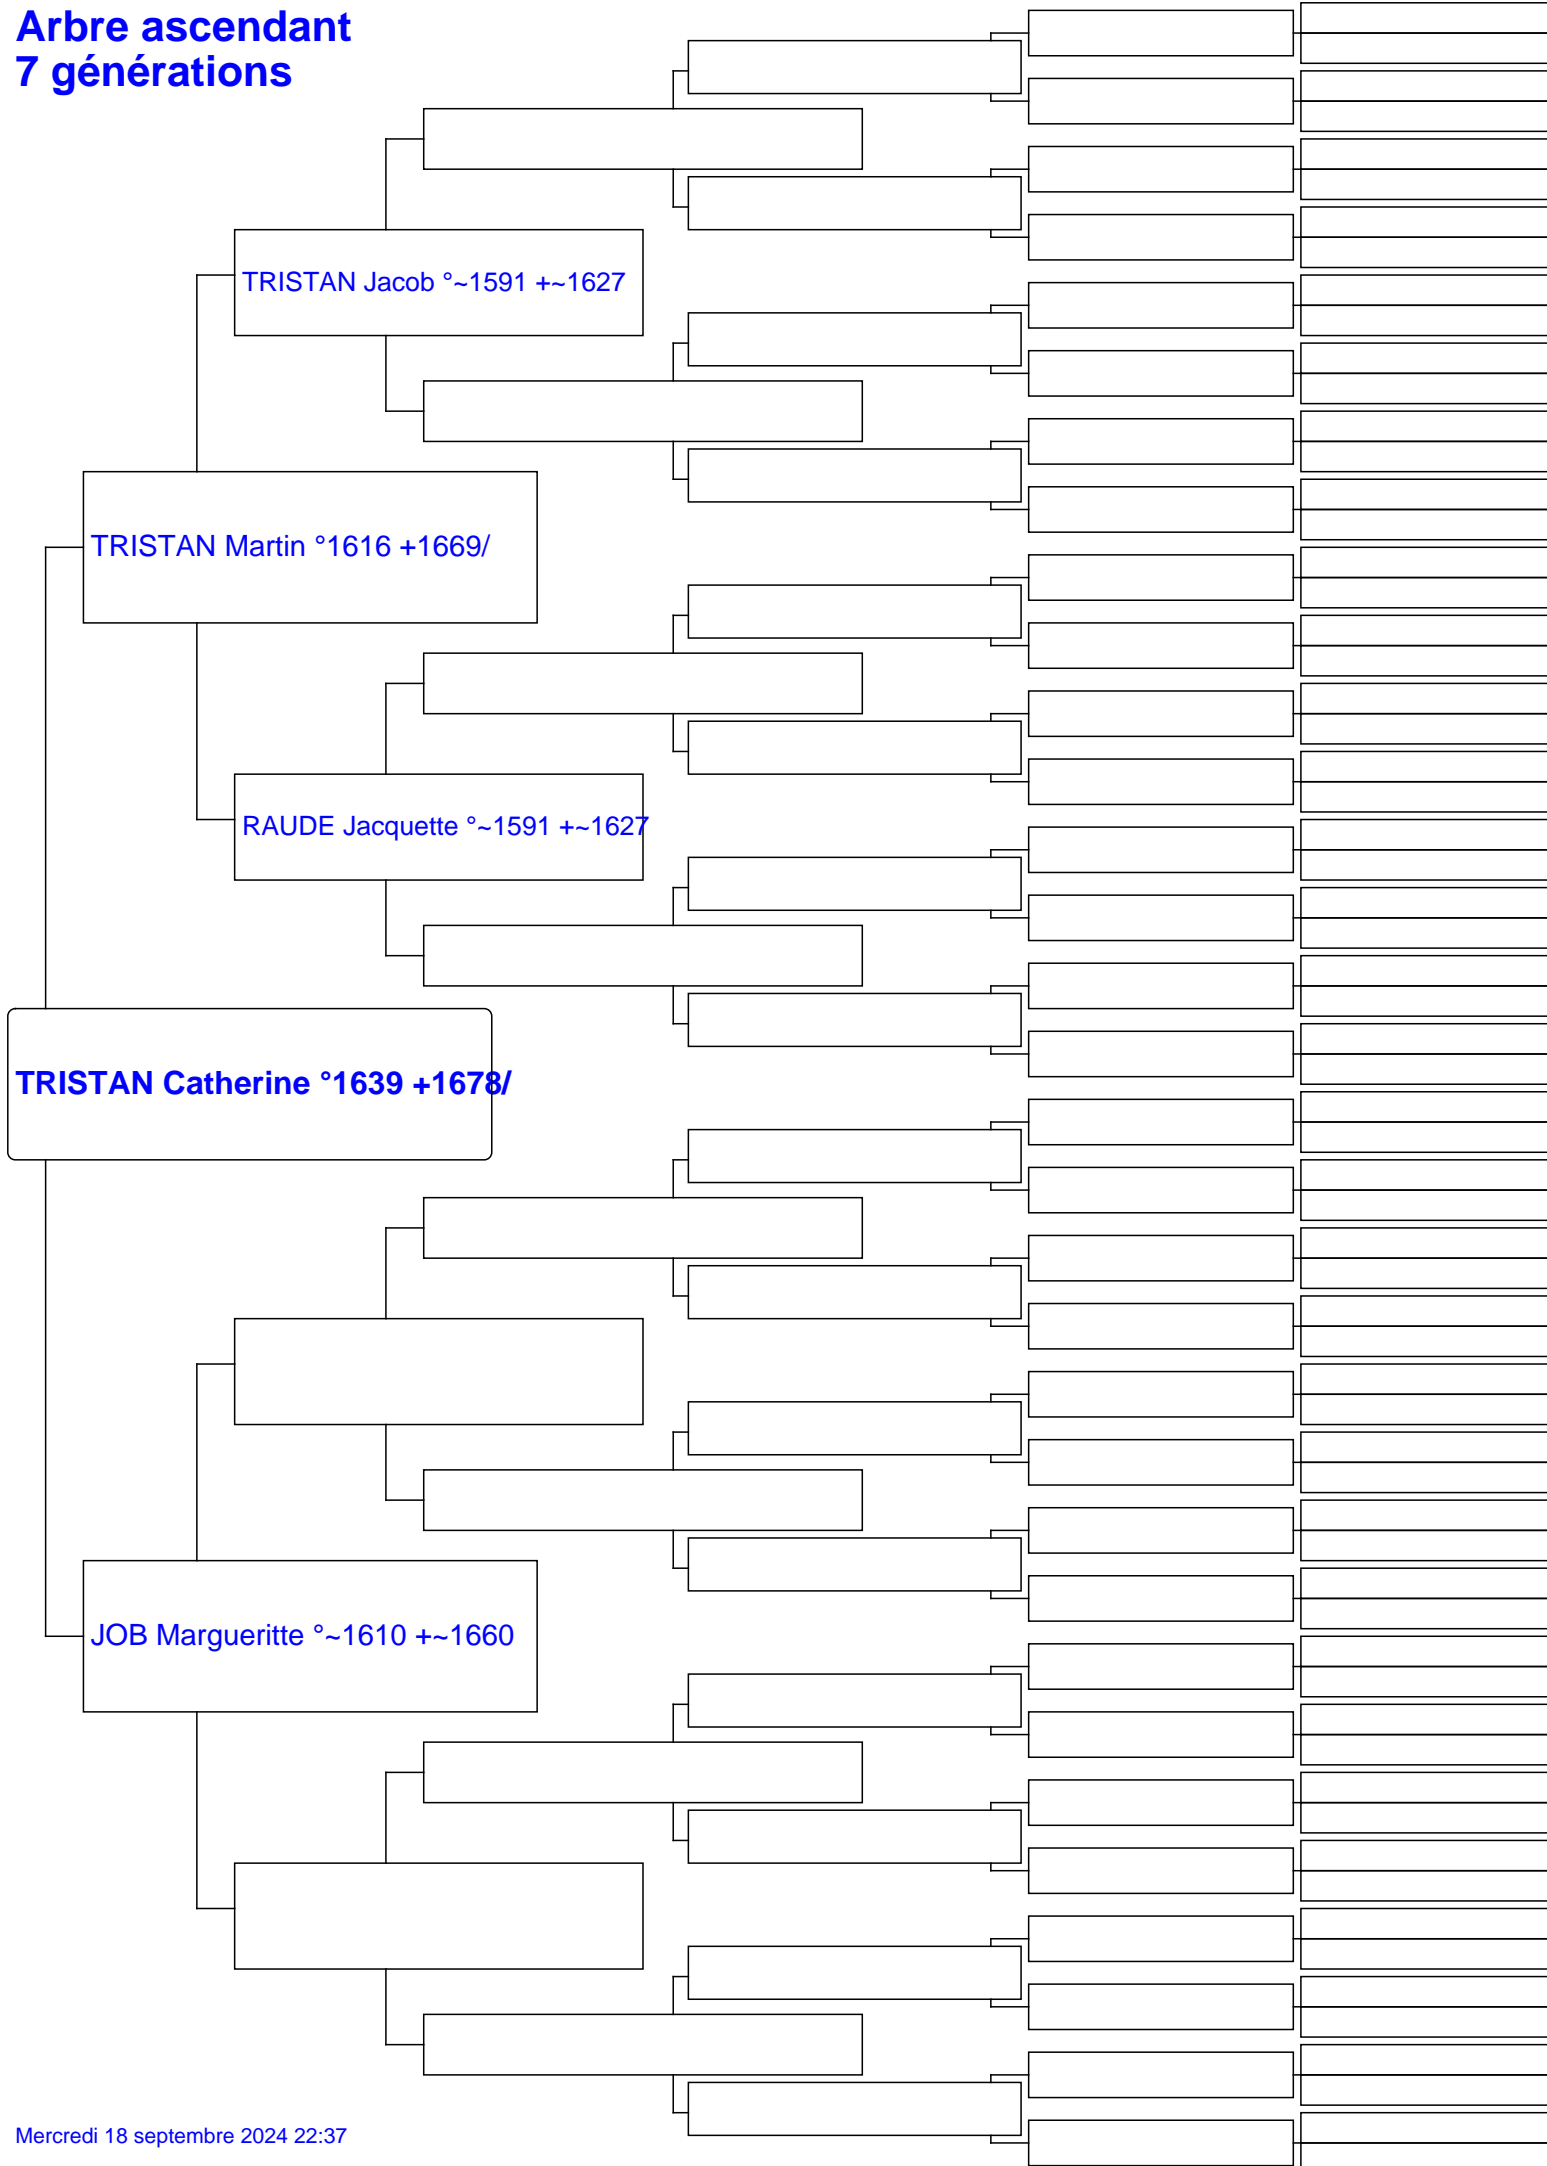 Arbre ascendant
7 générations
TRISTAN Jacob °~1591 +~1627
TRISTAN Martin °1616 +1669/
RAUDE Jacquette °~1591 +~1627
TRISTAN Catherine °1639 +1678/
JOB Margueritte °~1610 +~1660
Mercredi 18 septembre 2024 22:37